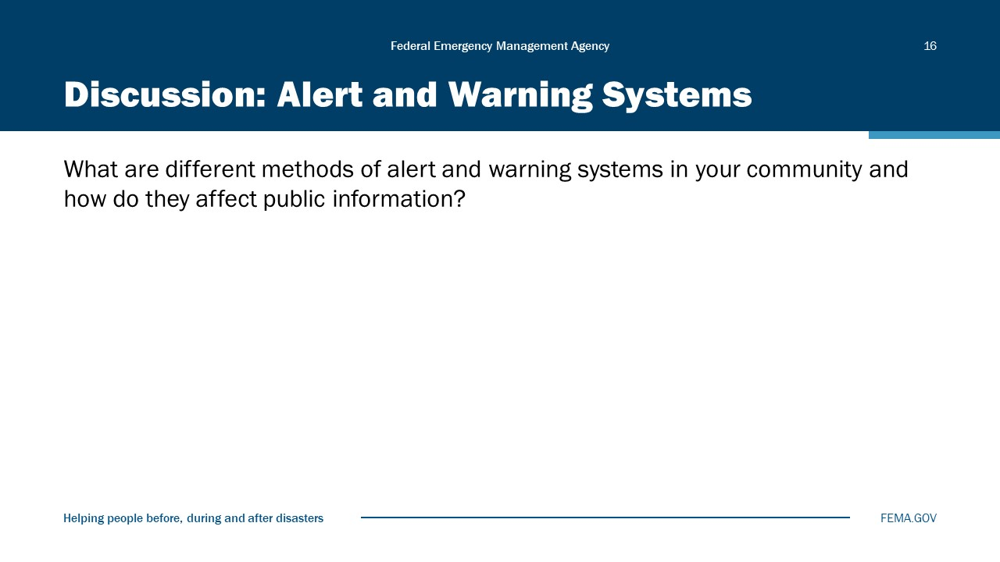 Federal Emergency Management Agency
16
Discussion: Alert and Warning Systems
What are different methods of alert and warning systems in your community and
how do they affect public information?
Helping people before, during and after disasters
FEMA.GOV